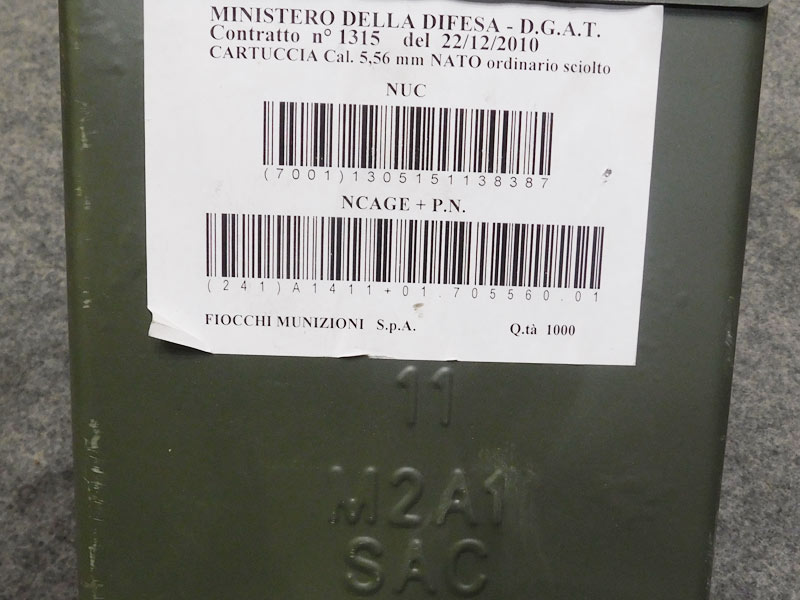 MINISTERO DELLA DIFESA - D.G.A.T.
Contratto n° 1315 del 22/12/2010
CARTUCCIA Cal. 5,56 mm NATO ordinario sciolto
NUC
(7001)1305151138387
NCAGE + P.N.
(241)A1411+01.705560.01
FIOCCHI MUNIZIONI S.p.A. Q.tà 1000
11
M2A1
SAC